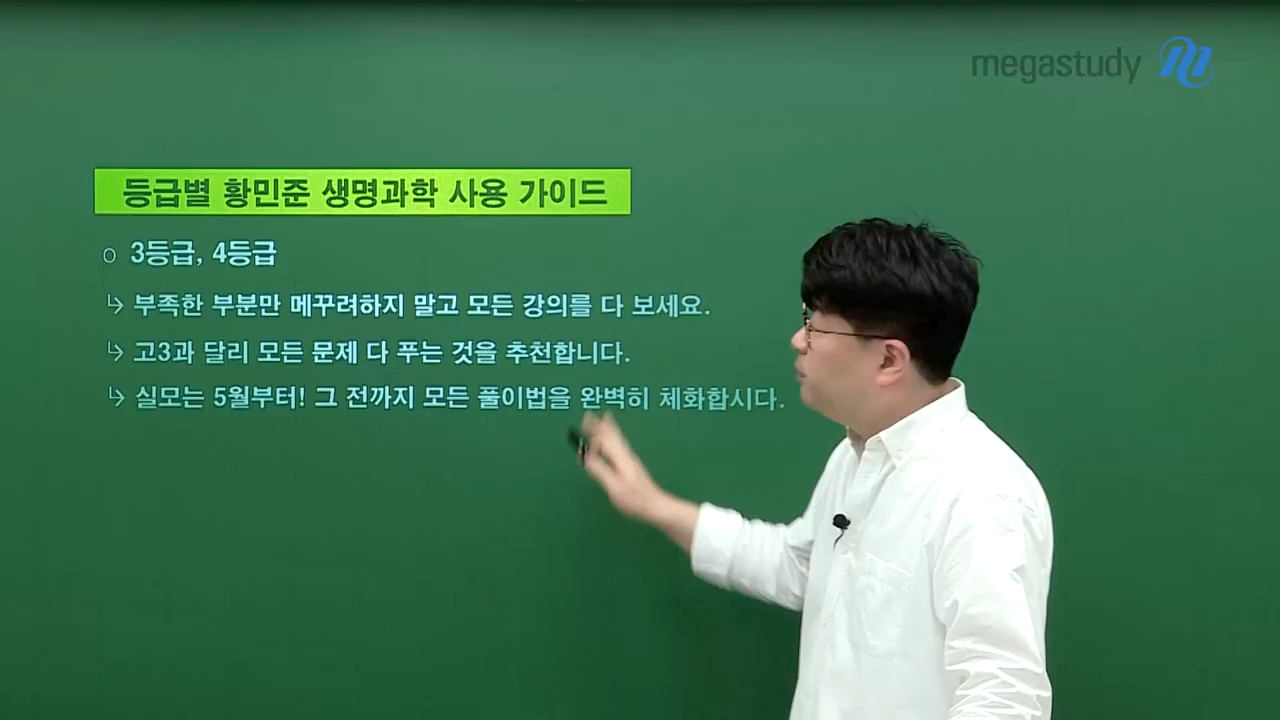 megastudy
등급별 황민준 생명과학 사용 가이드
o 3등급, 4등급
↳ 부족한 부분만 메꾸려하지 말고 모든 강의를 다 보세요.
↳ 고3과 달리 모든 문제 다 푸는 것을 추천합니다.
↳ 실모는 5월부터! 그 전까지 모든 풀이법을 완벽히 체화합시다.